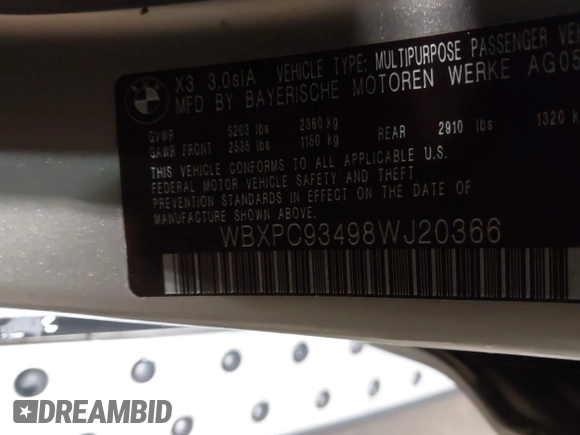 X3 3.0siA VEHICLE TYPE: MULTIPURPOSE PASSENGER VE
MFD BY BAYERISCHE MOTOREN WERKE AG05
GVWR 5203 lbs 2360 kg
GAWR FRONT 2535 lbs 1150 kg REAR 2910 lbs 1320 k
THIS VEHICLE CONFORMS TO ALL APPLICABLE U.S.
FEDERAL MOTOR VEHICLE SAFETY AND THEFT
PREVENTION STANDARDS IN EFFECT ON THE DATE OF
MANUFACTURE SHOWN ABOVE.
WBXPC93498WJ20366
DREAMBID